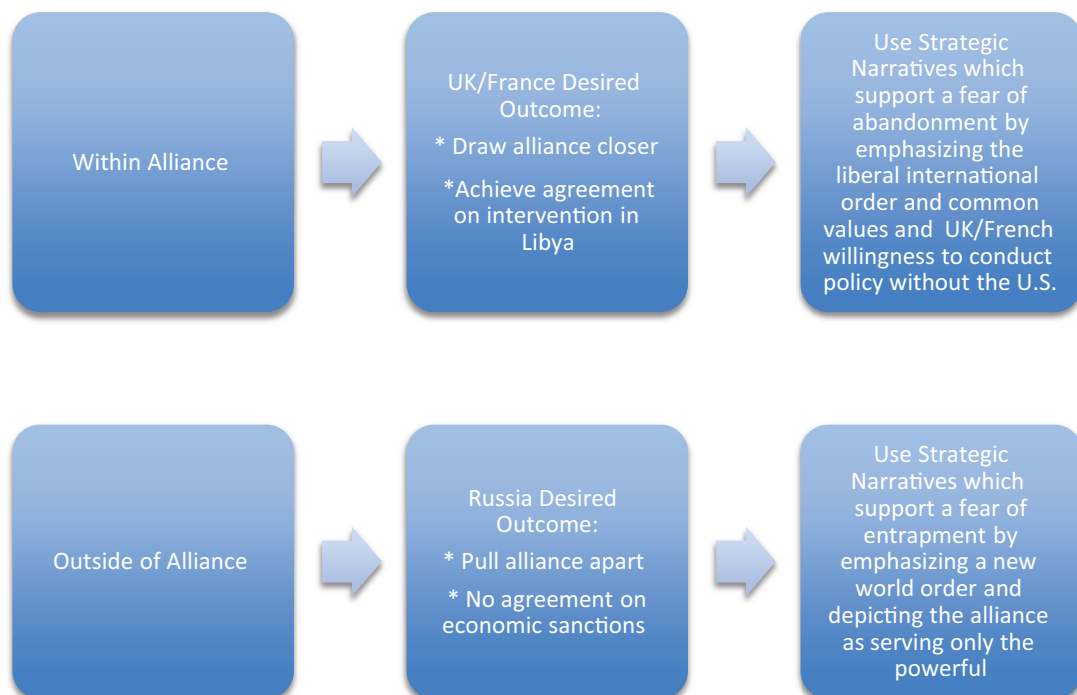 Within Alliance
UK/France Desired
Outcome:
* Draw alliance closer
*Achieve agreement
on intervention in
Libya
Use Strategic
Narratives which
support a fear of
abandonment by
emphasizing the
liberal international
order and common
values and UK/French
willingness to conduct
policy without the U.S.
Outside of Alliance
Russia Desired
Outcome:
* Pull alliance apart
* No agreement on
economic sanctions
Use Strategic
Narratives which
support a fear of
entrapment by
emphasizing a new
world order and
depicting the alliance
as serving only the
powerful